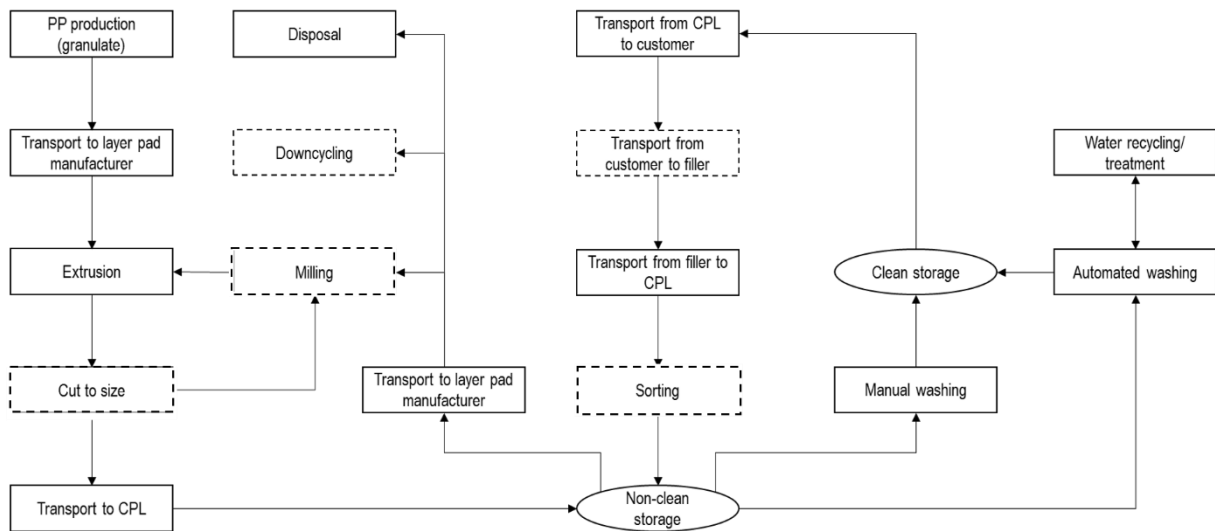 PP production
(granulate)
Disposal
Transport from CPL
to customer
Transport to layer pad
manufacturer
Downcycling
Transport from
customer to filler
Water recycling/
treatment
Extrusion
Milling
Transport from filler to
CPL
Clean storage
Automated washing
Cut to size
Transport to layer pad
manufacturer
Sorting
Manual washing
Transport to CPL
Non-clean
storage